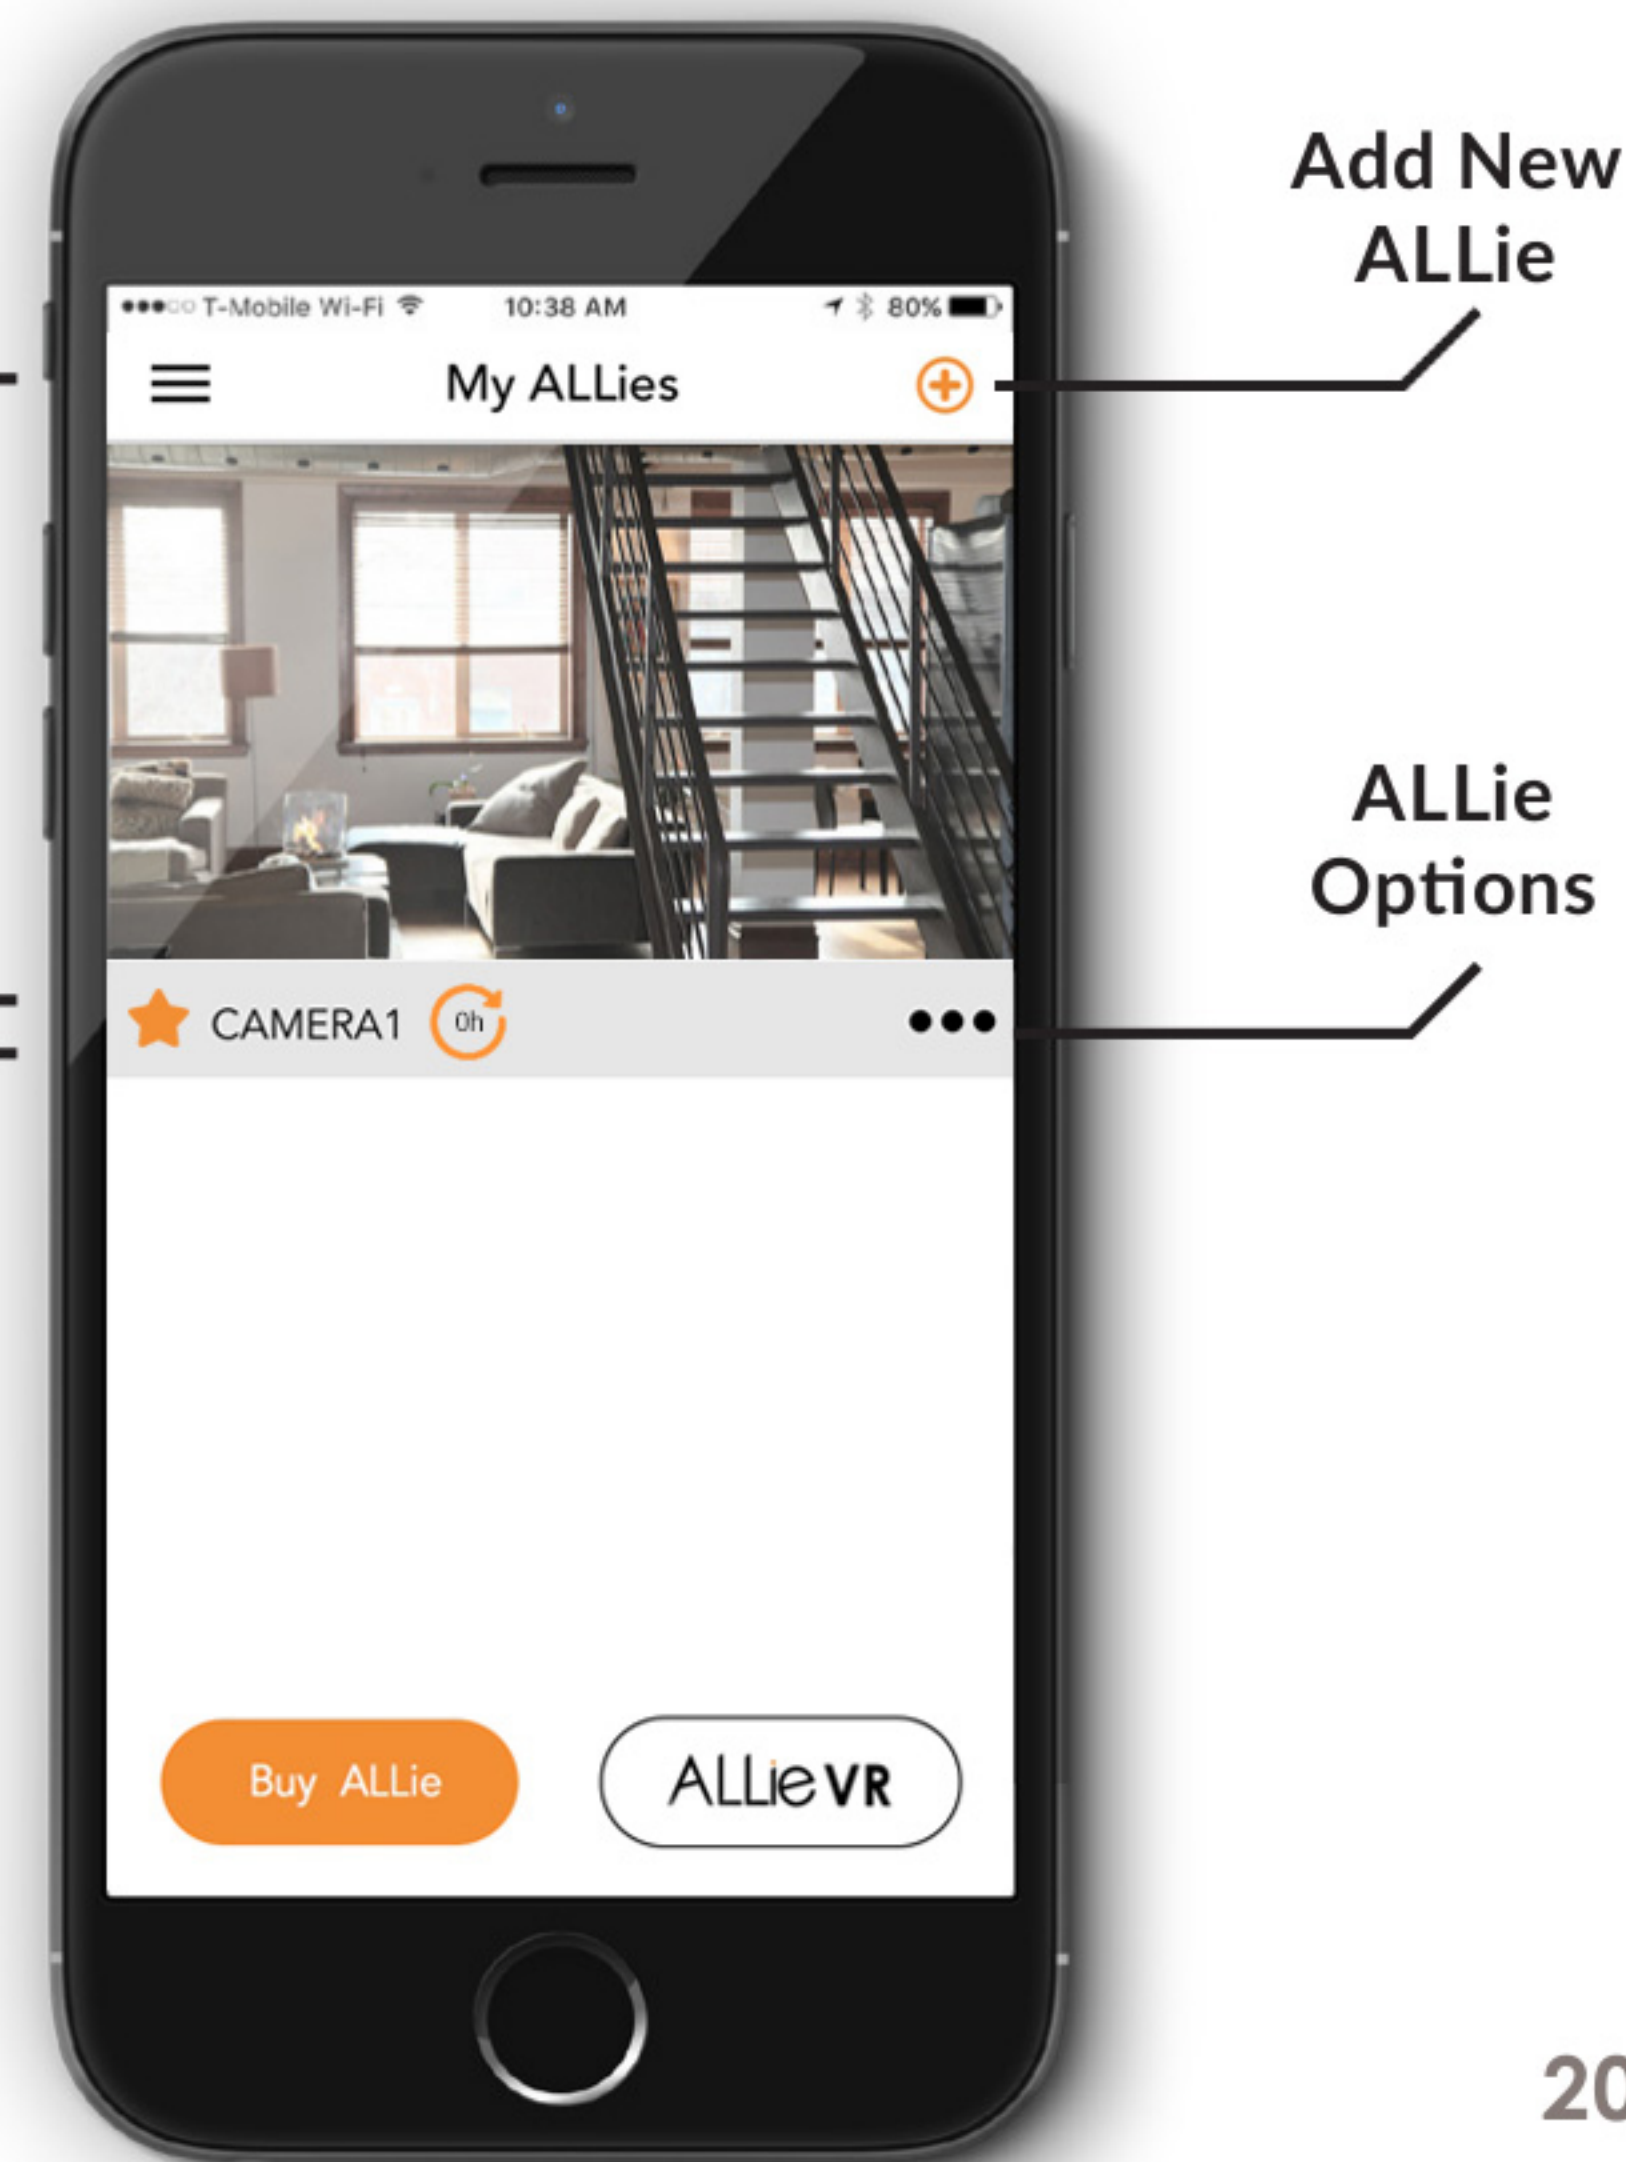 Add New
ALLie
T-Mobile Wi-Fi 10:38 AM 80%
My ALLies
ALLie
Options
CAMERA1 0h
Buy ALLie
ALLie VR
20